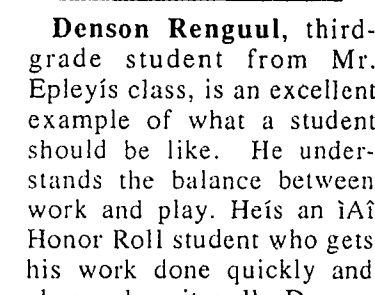 Denson Renguul, third-
grade student from Mr.
Epleyís class, is an excellent
example of what a student
should be like. He under-
stands the balance between
work and play. Heís an ìAî
Honor Roll student who gets
his work done quickly and